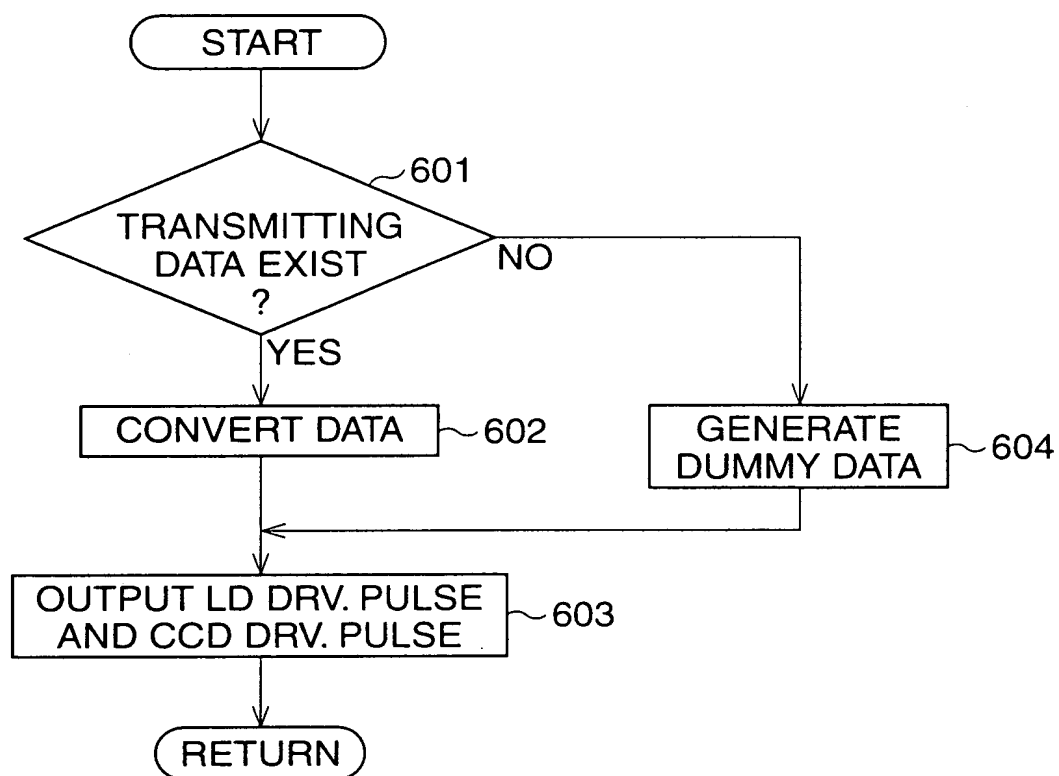 START
601
TRANSMITTING
DATA EXIST
?
NO
YES
CONVERT DATA
602
GENERATE
DUMMY DATA
604
OUTPUT LD DRV. PULSE
AND CCD DRV. PULSE
603
RETURN